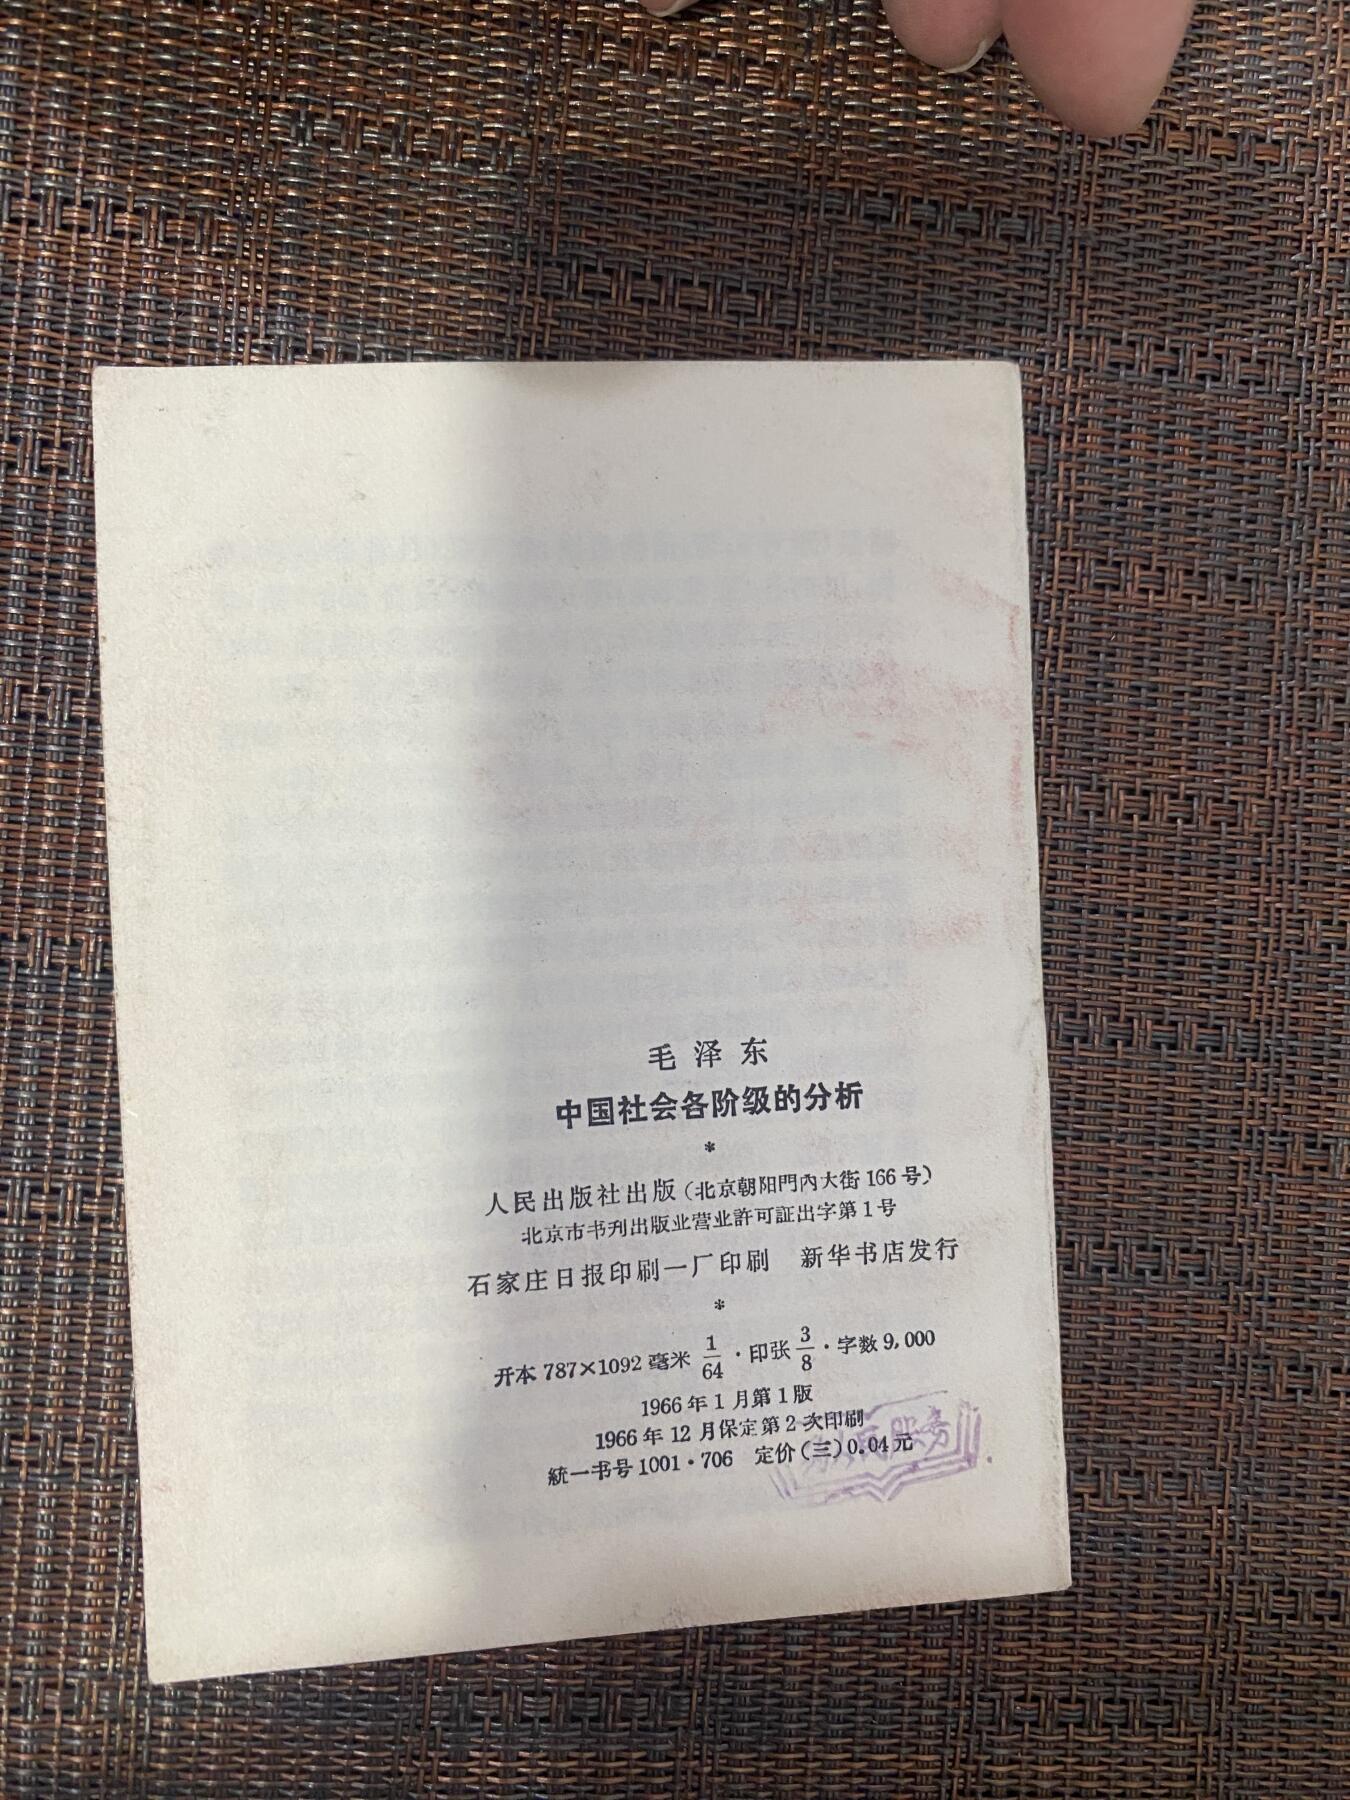 毛泽东
中国社会各阶级的分析
*
人民出版社出版(北京朝阳門內大街166号)
北京市书刋出版业营业許可証出字第1号
石家庄日报印刷一厂印刷 新华书店发行
*
开本787×1092毫米 1/64 · 印张 3/8 · 字数9,000
1966年1月第1版
1966年12月保定第2次印刷
統一书号1001·706 定价(三)0.04元
为人民服务